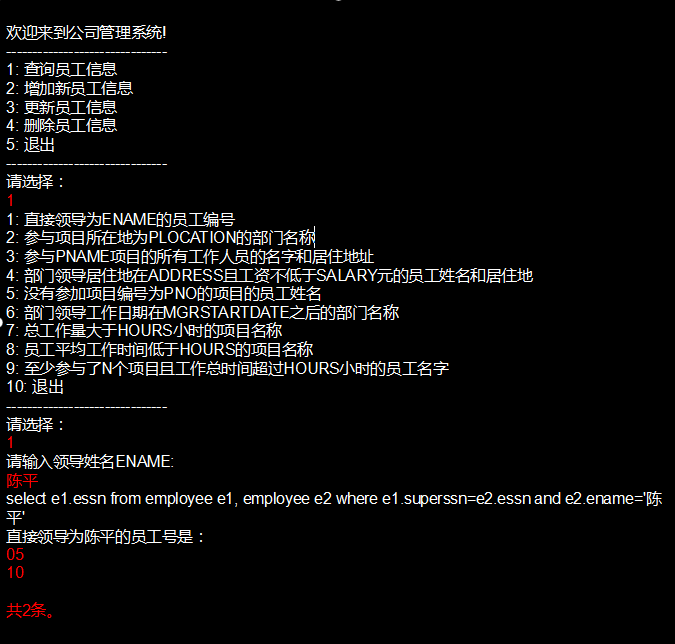 欢迎来到公司管理系统!
-------------------------------
1: 查询员工信息
2: 增加新员工信息
3: 更新员工信息
4: 删除员工信息
5: 退出
-------------------------------
请选择：
1
1: 直接领导为ENAME的员工编号
2: 参与项目所在地为PLOCATION的部门名称
3: 参与PNAME项目的所有工作人员的名字和居住地址
4: 部门领导居住地在ADDRESS且工资不低于SALARY元的员工姓名和居住地
5: 没有参加项目编号为PNO的项目的员工姓名
6: 部门领导工作日期在MGRSTARTDATE之后的部门名称
7: 总工作量大于HOURS小时的项目名称
8: 员工平均工作时间低于HOURS的项目名称
9: 至少参与了N个项目且工作总时间超过HOURS小时的员工名字
10: 退出
-------------------------------
请选择：
1
请输入领导姓名ENAME:
陈平
select e1.essn from employee e1, employee e2 where e1.superssn=e2.essn and e2.ename='陈
平'
直接领导为陈平的员工号是：
05
10
共2条。